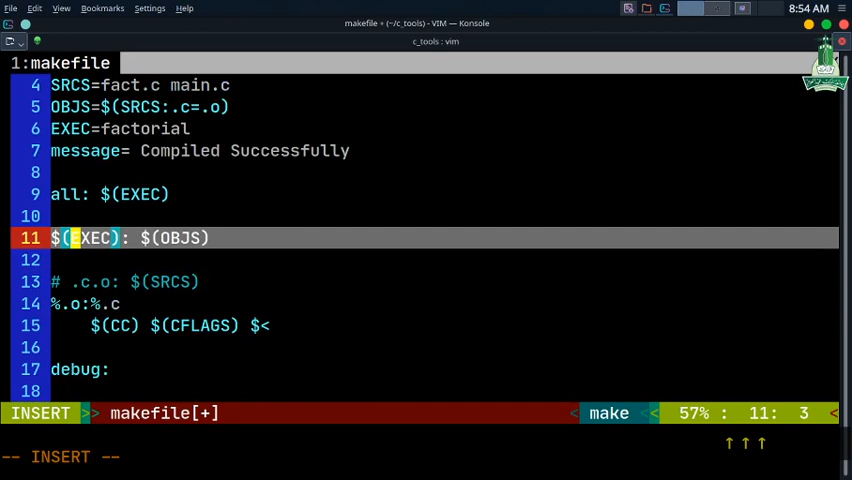 File Edit View Bookmarks Settings Help 8:54 AM
makefile + (~/c_tools) - VIM — Konsole
c_tools : vim
1:makefile
4 SRCS=fact.c main.c
5 OBJS=$(SRCS:.c=.o)
6 EXEC=factorial
7 message= Compiled Successfully
8
9 all: $(EXEC)
10
11 $(EXEC): $(OBJS)
12
13 # .c.o: $(SRCS)
14 %.o:%.c
15 $(CC) $(CFLAGS) $<
16
17 debug:
18
INSERT >> makefile[+] < make < 57% : 11: 3 <
↑ ↑ ↑
-- INSERT --